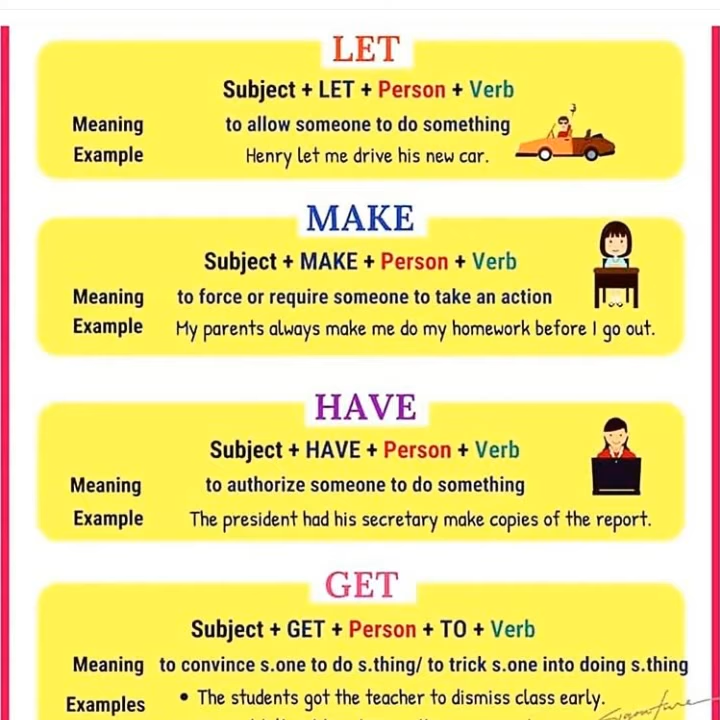 LET
Subject + LET + Person + Verb
Meaning to allow someone to do something
Example Henry let me drive his new car.
MAKE
Subject + MAKE + Person + Verb
Meaning to force or require someone to take an action
Example My parents always make me do my homework before I go out.
HAVE
Subject + HAVE + Person + Verb
Meaning to authorize someone to do something
Example The president had his secretary make copies of the report.
GET
Subject + GET + Person + TO + Verb
Meaning to convince s.one to do s.thing/ to trick s.one into doing s.thing
Examples • The students got the teacher to dismiss class early.